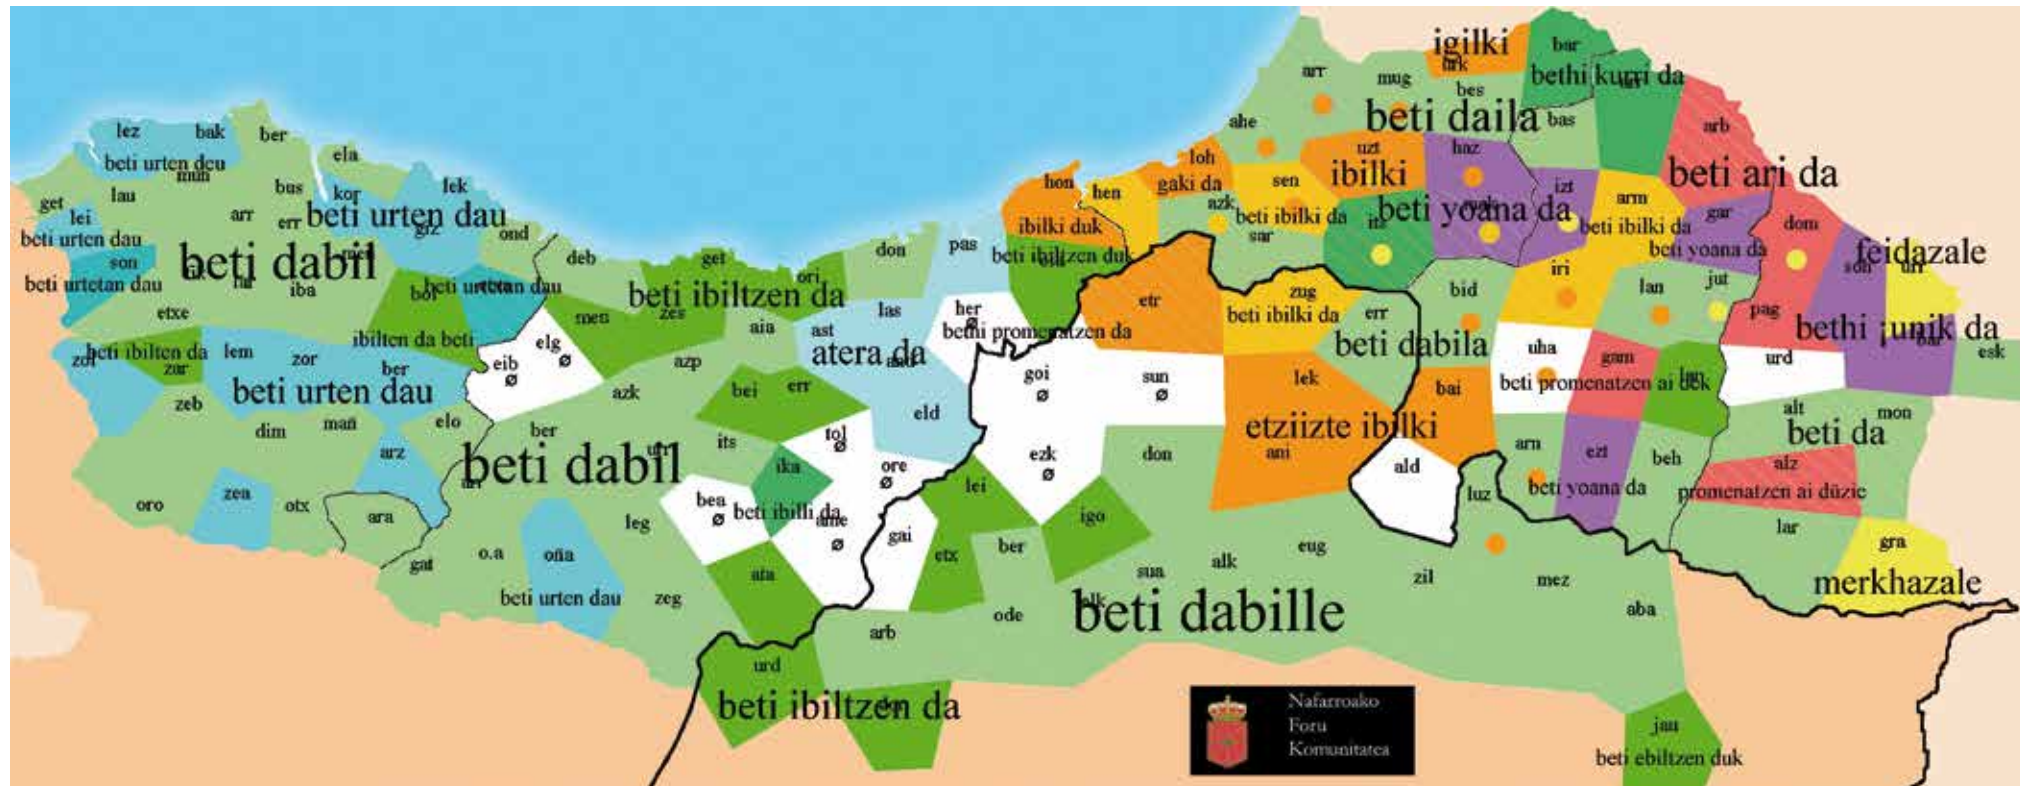 igilki
bar
bethi kurri da
arr
mug
bes
beti daila
bas
ahe
arb
lez
bak
ber
beti urten deu
ela
haz
uzt
loh
ibilki
beti ari da
hon
hen
gaki da
sen
izt
arm
gar
lau
bus
kor
lek
get
lei
arr
err
beti urten dau
ond
azk
beti ibilki da
sar
its
beti yoana da
beti ibilki da
dom
ibilki duk
beti urten dau
beti dabil
pas
don
beti ibiltzen duk
beti yoana da
feidazale
son
deb
get
ori
son
beti urtetan dau
iba
bol
beti urtetan dau
beti ibiltzen da
iri
lan
jut
bid
zug
etr
etxe
men
zes
aia
ast
las
her
bethi promenatzen da
beti ibilki da
err
pag
bethi junik da
beti ibilten da
zar
lem
zor
ber
ibilten da beti
elg
ø
eib
ø
azp
atera da
beti dabila
uha
gam
urd
esk
beti urten dau
zeb
azk
bei
err
eld
goi
ø
sun
ø
lek
bai
beti promenatzen ai dek
dim
mañ
elo
ber
its
tol
ø
etziizte ibilki
alt
mon
beti da
arz
beti dabil
ika
ore
ø
ezk
ø
don
ani
ald
arn
ezt
beh
alz
oro
zea
otx
ara
bea
ø
beti ibilli da
ø
lei
igo
luz
beti yoana da
promenatzen ai düzie
leg
gai
lar
gat
o.a
oña
ata
etx
ber
sua
alk
eug
zil
mez
gra
merkhazale
beti urten dau
zeg
ode
beti dabille
aba
arb
urd
beti ibiltzen da
jau
beti ebiltzen duk
Nafarroako
Foru
Komunitatea